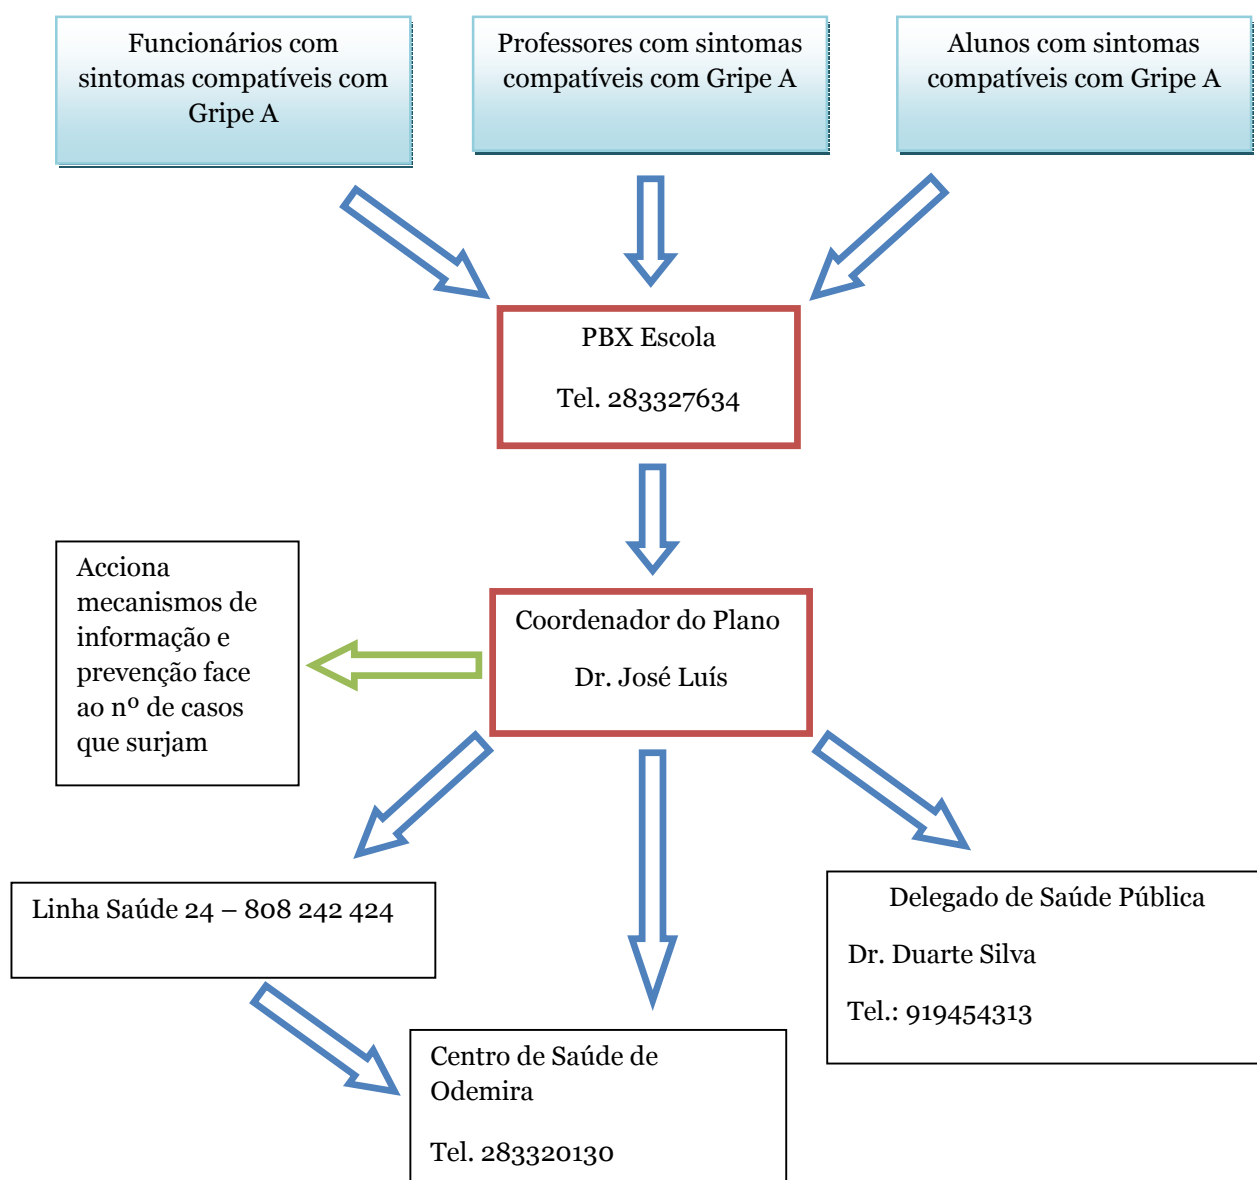 Funcionários com
sintomas compatíveis com
Gripe A
Professores com sintomas
compatíveis com Gripe A
Alunos com sintomas
compatíveis com Gripe A
PBX Escola
Tel. 283327634
Acciona
mecanismos de
informação e
prevenção face
ao nº de casos
que surjam
Coordenador do Plano
Dr. José Luís
Linha Saúde 24 – 808 242 424
Delegado de Saúde Pública
Dr. Duarte Silva
Tel.: 919454313
Centro de Saúde de
Odemira
Tel. 283320130